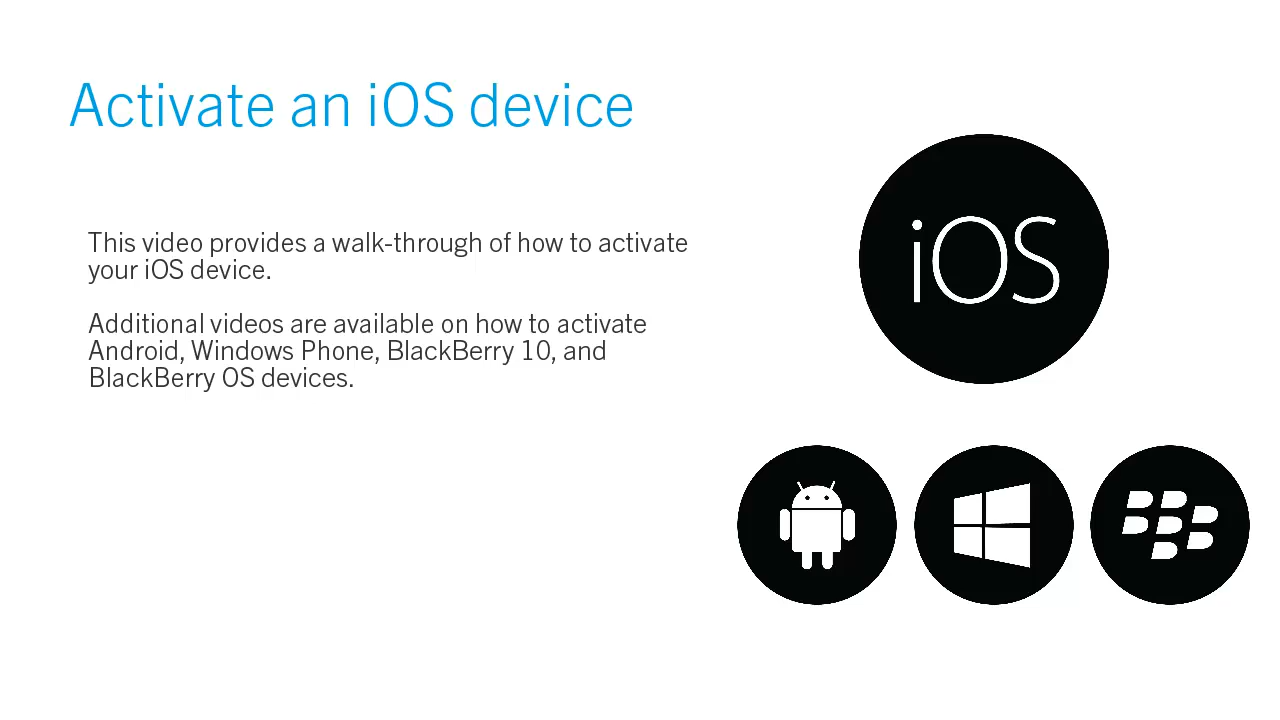 Activate an iOS device
This video provides a walk-through of how to activate
your iOS device.
Additional videos are available on how to activate
Android, Windows Phone, BlackBerry 10, and
BlackBerry OS devices.
iOS